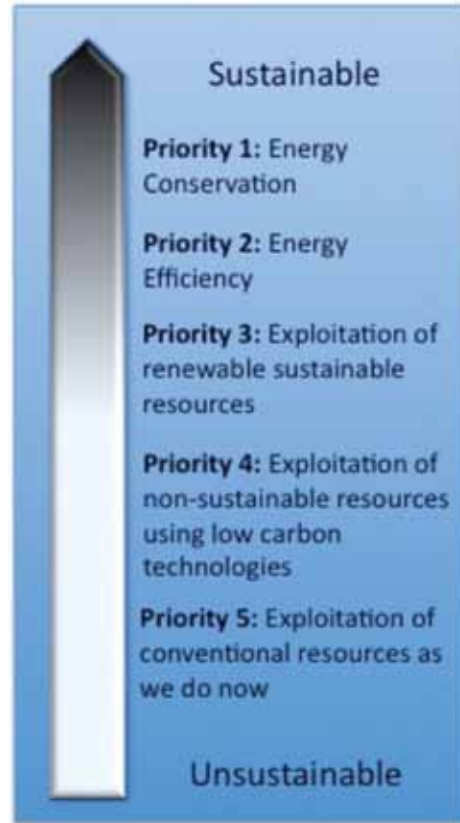 Sustainable
Priority 1: Energy
Conservation
Priority 2: Energy
Efficiency
Priority 3: Exploitation of
renewable sustainable
resources
Priority 4: Exploitation of
non-sustainable resources
using low carbon
technologies
Priority 5: Exploitation of
conventional resources as
we do now
Unsustainable